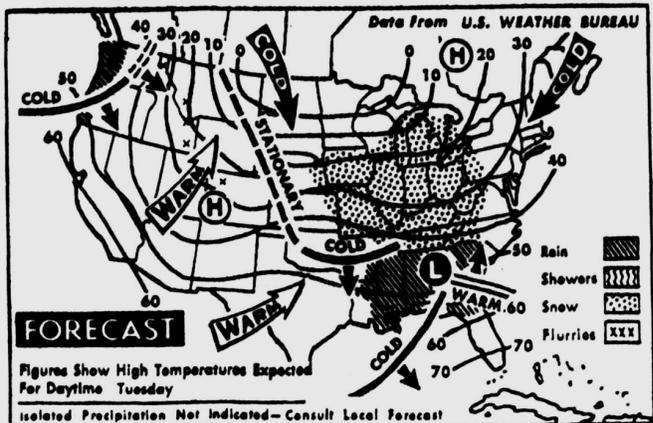 Data From U.S. WEATHER BUREAU
40
30
20
10
0
COLD
0
H
20
30
COLD
10
50
COLD
60
STATIONARY
WARM
H
40
COLD
50
L
WARM
60
60
WARM
COLD
60
70
70
Rain
Showers
Snow
Flurries
xxx
FORECAST
Figures Show High Temperatures Expected
For Daytime Tuesday
Isolated Precipitation Not Indicated—Consult Local Forecast